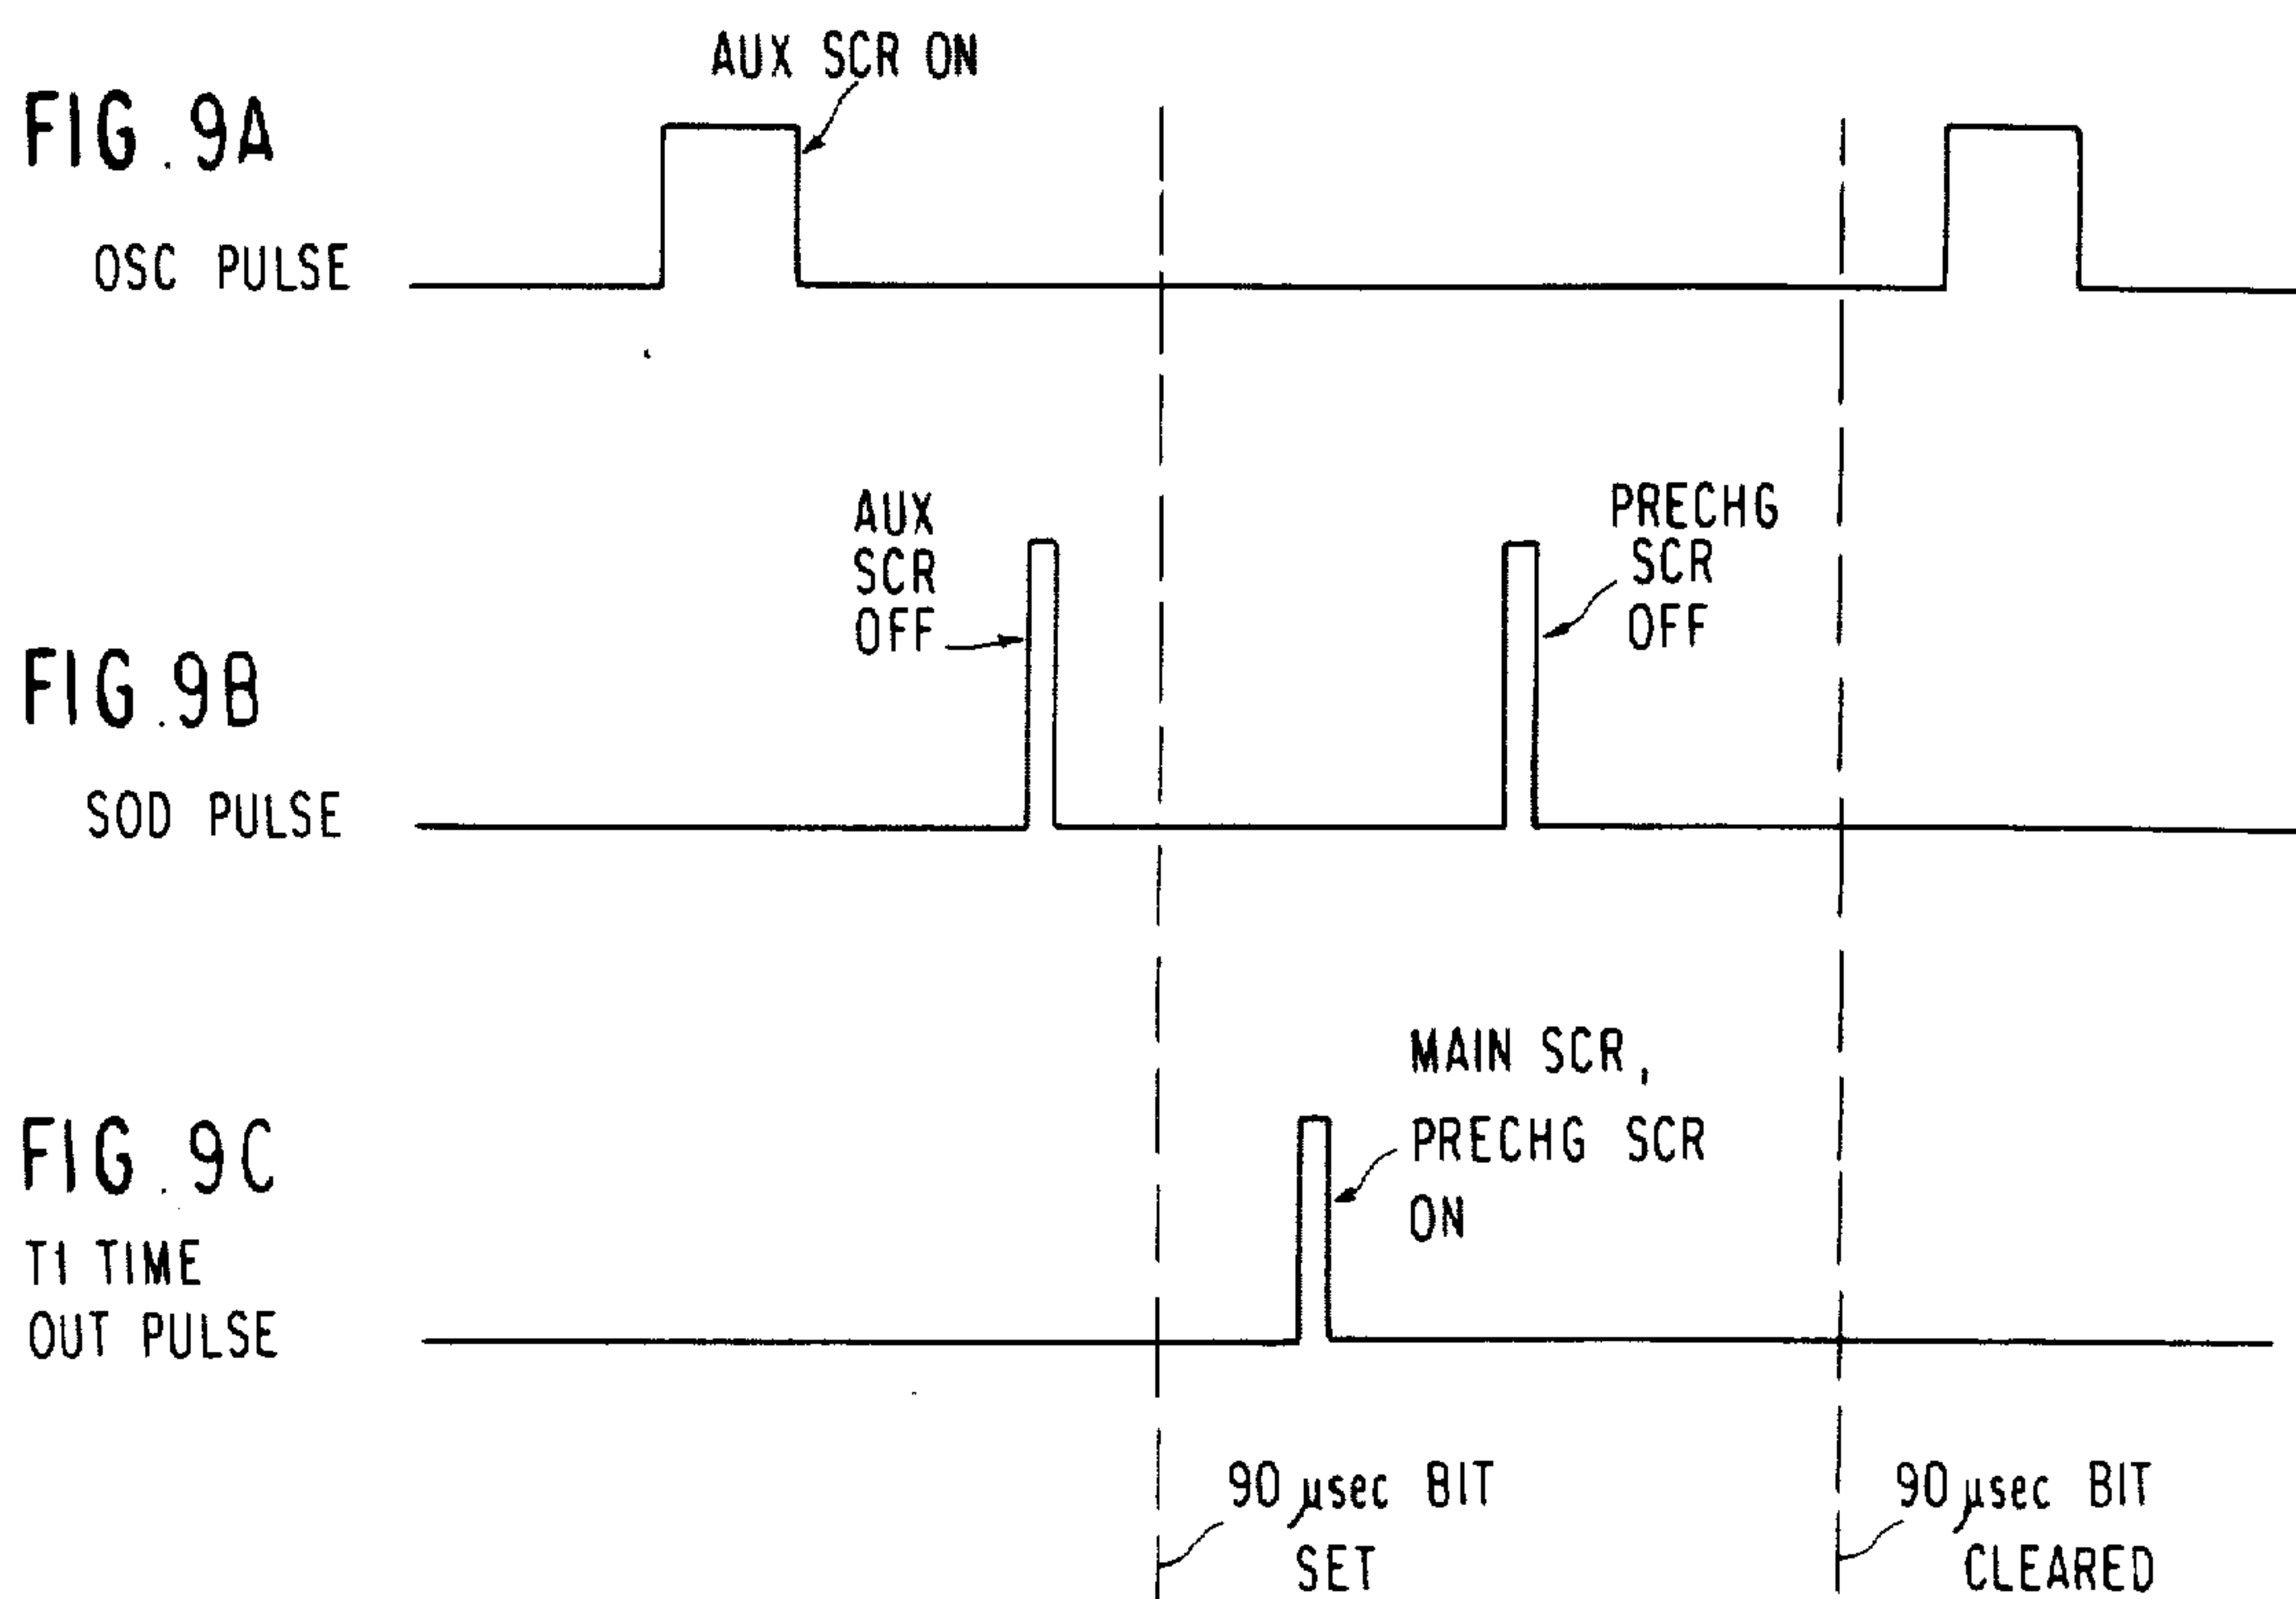 AUX SCR ON
FIG. 9A
OSC PULSE
AUX
SCR
OFF
PRECHG
SCR
OFF
FIG. 9B
SOD PULSE
MAIN SCR,
PRECHG SCR
ON
FIG. 9C
T1 TIME
OUT PULSE
90 μsec BIT
SET
90 μsec BIT
CLEARED